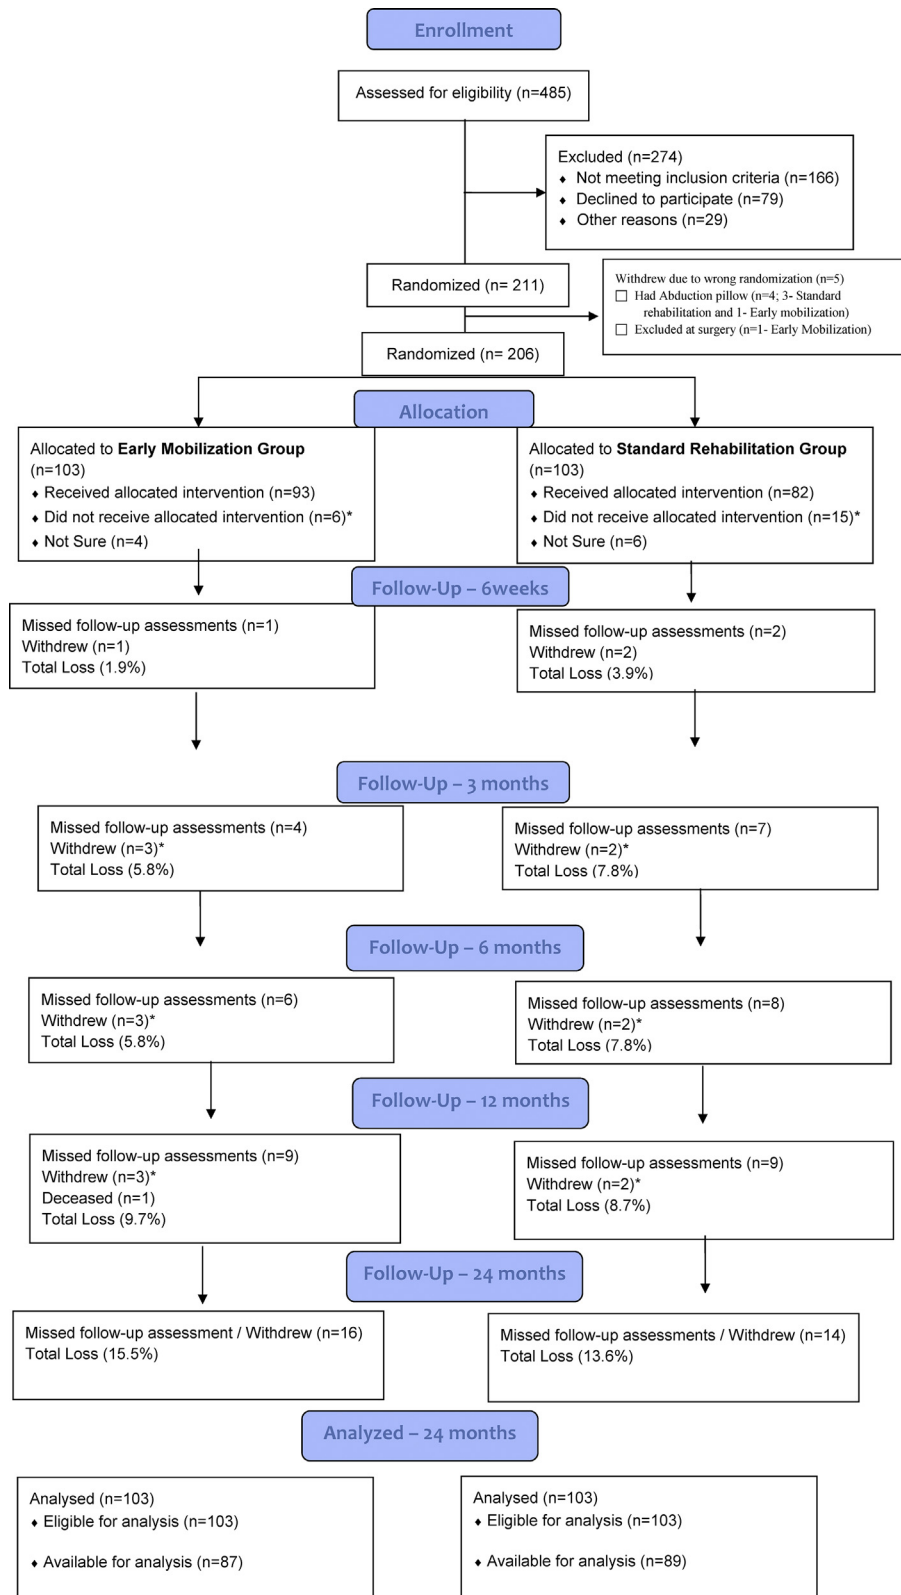 Enrollment
Assessed for eligibility (n=485)
Excluded (n=274)
♦ Not meeting inclusion criteria (n=166)
♦ Declined to participate (n=79)
♦ Other reasons (n=29)
Randomized (n= 211)
Withdrew due to wrong randomization (n=5)
☐ Had Abduction pillow (n=4; 3- Standard
rehabilitation and 1- Early mobilization)
☐ Excluded at surgery (n=1- Early Mobilization)
Randomized (n= 206)
Allocation
Allocated to Early Mobilization Group
(n=103)
♦ Received allocated intervention (n=93)
♦ Did not receive allocated intervention (n=6)*
♦ Not Sure (n=4)
Allocated to Standard Rehabilitation Group
(n=103)
♦ Received allocated intervention (n=82)
♦ Did not receive allocated intervention (n=15)*
♦ Not Sure (n=6)
Follow-Up – 6weeks
Missed follow-up assessments (n=1)
Withdrew (n=1)
Total Loss (1.9%)
Missed follow-up assessments (n=2)
Withdrew (n=2)
Total Loss (3.9%)
Follow-Up – 3 months
Missed follow-up assessments (n=4)
Withdrew (n=3)*
Total Loss (5.8%)
Missed follow-up assessments (n=7)
Withdrew (n=2)*
Total Loss (7.8%)
Follow-Up – 6 months
Missed follow-up assessments (n=6)
Withdrew (n=3)*
Total Loss (5.8%)
Missed follow-up assessments (n=8)
Withdrew (n=2)*
Total Loss (7.8%)
Follow-Up – 12 months
Missed follow-up assessments (n=9)
Withdrew (n=3)*
Deceased (n=1)
Total Loss (9.7%)
Missed follow-up assessments (n=9)
Withdrew (n=2)*
Total Loss (8.7%)
Follow-Up – 24 months
Missed follow-up assessment / Withdrew (n=16)
Total Loss (15.5%)
Missed follow-up assessments / Withdrew (n=14)
Total Loss (13.6%)
Analyzed – 24 months
Analysed (n=103)
♦ Eligible for analysis (n=103)
♦ Available for analysis (n=87)
Analysed (n=103)
♦ Eligible for analysis (n=103)
♦ Available for analysis (n=89)